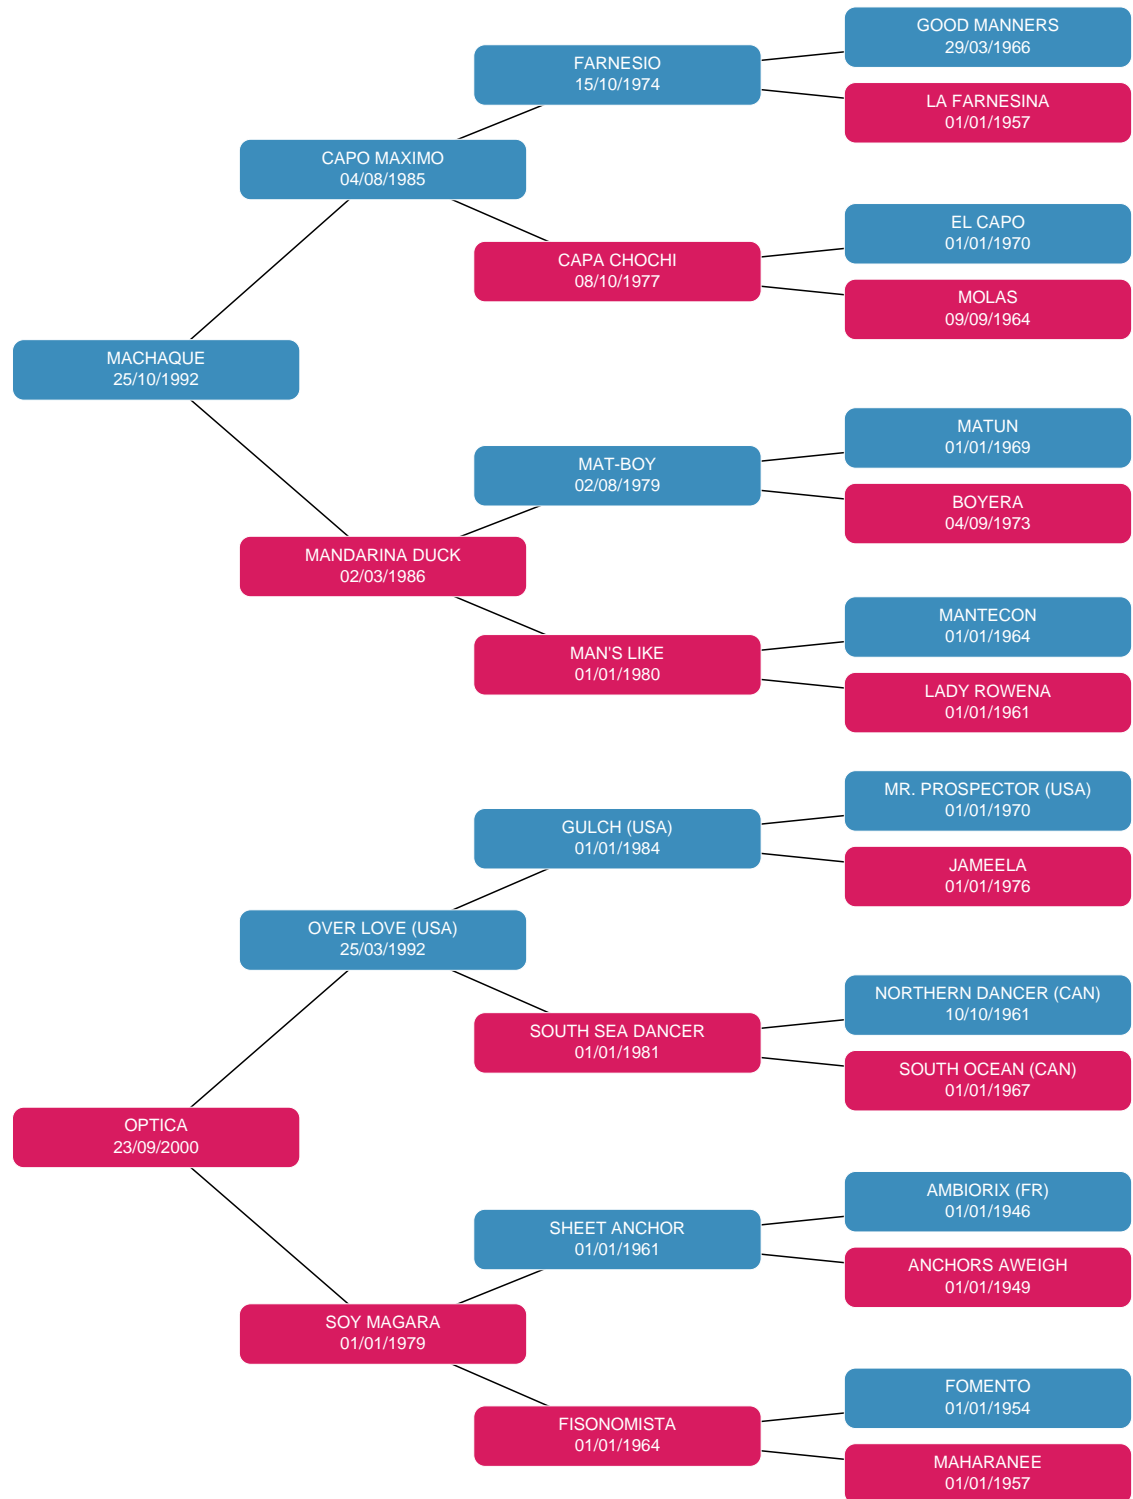 GOOD MANNERS
29/03/1966
FARNESIO
15/10/1974
LA FARNESINA
01/01/1957
CAPO MAXIMO
04/08/1985
EL CAPO
01/01/1970
CAPA CHOCHI
08/10/1977
MOLAS
09/09/1964
MACHAQUE
25/10/1992
MATUN
01/01/1969
MAT-BOY
02/08/1979
BOYERA
04/09/1973
MANDARINA DUCK
02/03/1986
MANTECON
01/01/1964
MAN'S LIKE
01/01/1980
LADY ROWENA
01/01/1961
MR. PROSPECTOR (USA)
01/01/1970
GULCH (USA)
01/01/1984
JAMEELA
01/01/1976
OVER LOVE (USA)
25/03/1992
NORTHERN DANCER (CAN)
10/10/1961
SOUTH SEA DANCER
01/01/1981
SOUTH OCEAN (CAN)
01/01/1967
OPTICA
23/09/2000
AMBIORIX (FR)
01/01/1946
SHEET ANCHOR
01/01/1961
ANCHORS AWEIGH
01/01/1949
SOY MAGARA
01/01/1979
FOMENTO
01/01/1954
FISONOMISTA
01/01/1964
MAHARANEE
01/01/1957